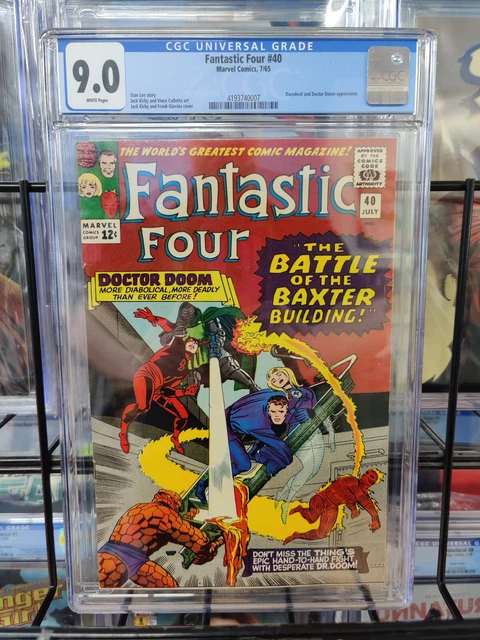 CGC UNIVERSAL GRADE
9.0
WHITE Pages
Fantastic Four #40
Marvel Comics, 7/65
Stan Lee story
Jack Kirby and Vince Colletta art
Jack Kirby and Frank Giacoia cover
Daredevil and Doctor Doom appearance.
4193740007
CGC
THE WORLD'S GREATEST COMIC MAGAZINE!
APPROVED
BY THE
COMICS
CODE
AUTHORITY
Fantastic
Four
MARVEL
COMICS
GROUP
12¢
40
JULY
"THE
BATTLE
OF THE
BAXTER
BUILDING!"
DOCTOR DOOM
MORE DIABOLICAL, MORE DEADLY
THAN EVER BEFORE!
DON'T MISS THE THING'S
EPIC HAND-TO-HAND FIGHT
WITH DESPERATE DR. DOOM!